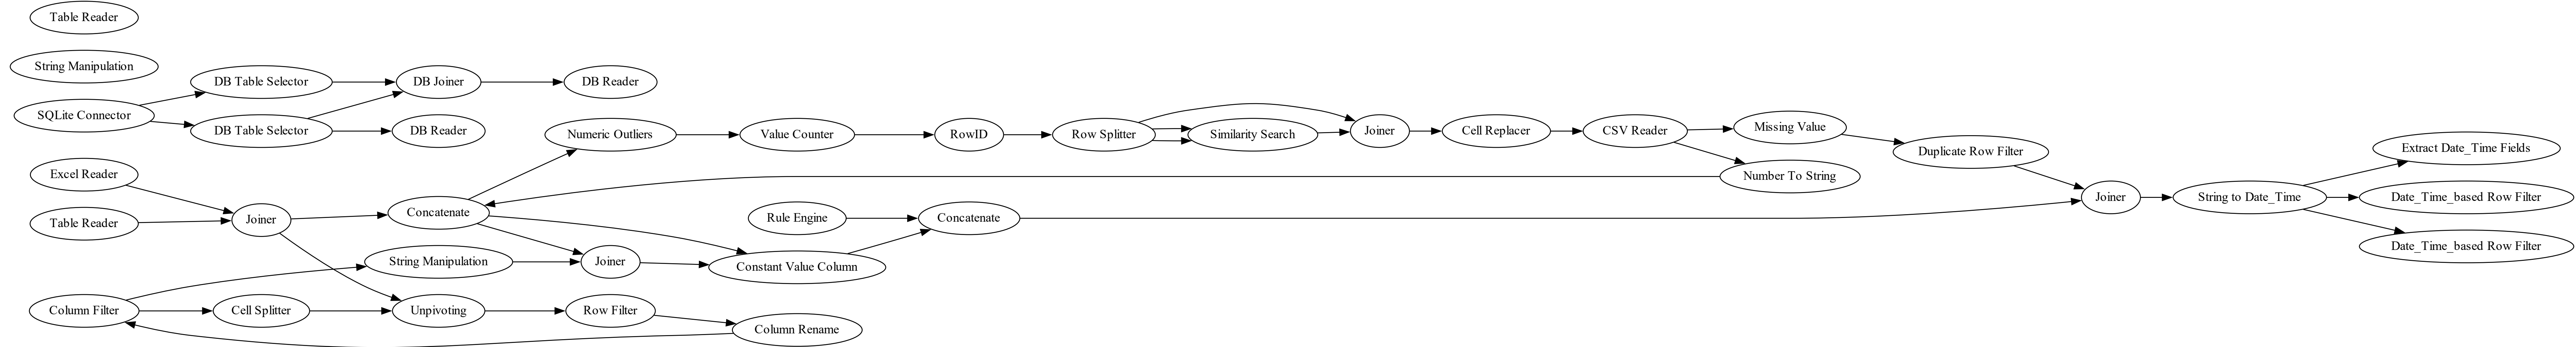 Table Reader
String Manipulation
SQLite Connector
DB Table Selector
DB Table Selector
DB Joiner
DB Reader
DB Reader
Excel Reader
Table Reader
Joiner
Concatenate
Numeric Outliers
Value Counter
RowID
Row Splitter
Similarity Search
Joiner
Cell Replacer
CSV Reader
Missing Value
Number To String
Duplicate Row Filter
Rule Engine
Concatenate
String Manipulation
Joiner
Constant Value Column
Column Filter
Cell Splitter
Unpivoting
Row Filter
Column Rename
Joiner
String to Date_Time
Extract Date_Time Fields
Date_Time_based Row Filter
Date_Time_based Row Filter